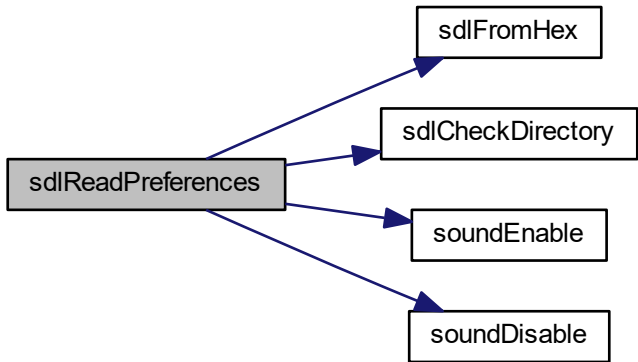 sdlFromHex
sdlCheckDirectory
sdlReadPreferences
soundEnable
soundDisable